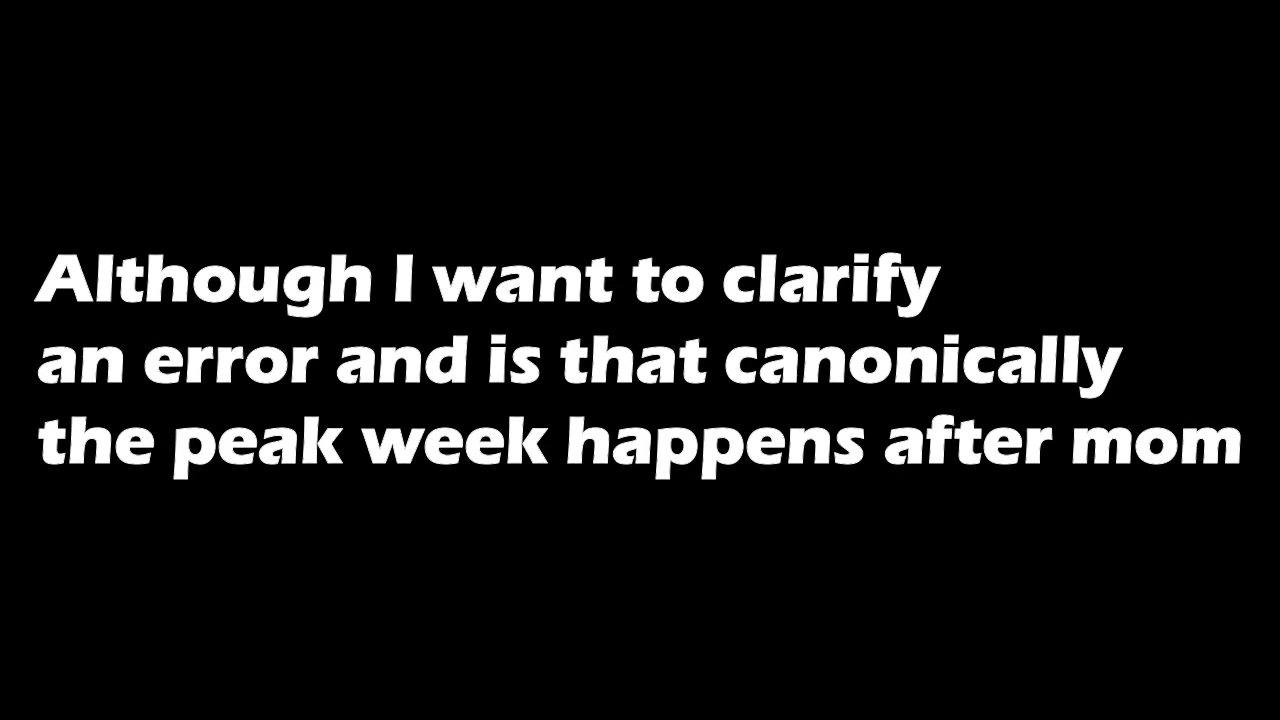 Although I want to clarify
an error and is that canonically
the peak week happens after mom